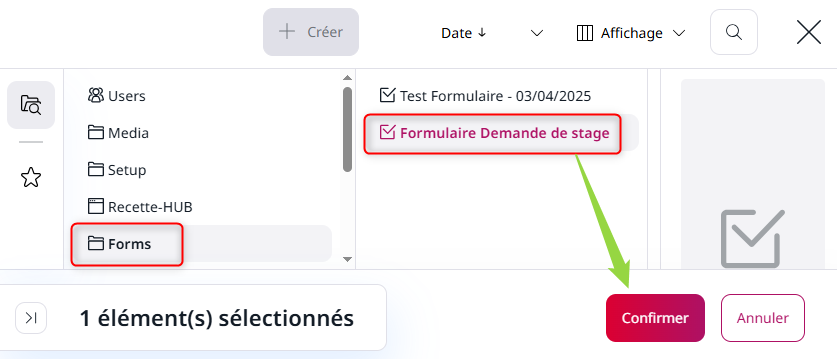 Créer
Date
Affichage
Users
Media
Setup
Recette-HUB
Forms
Test Formulaire - 03/04/2025
Formulaire Demande de stage
1 élément(s) sélectionnés
Confirmer
Annuler